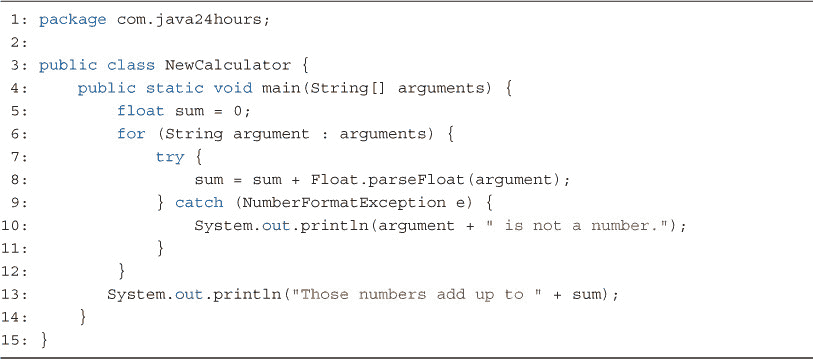 1: package com.java24hours;
2:
3: public class NewCalculator {
4:     public static void main(String[] arguments) {
5:         float sum = 0;
6:         for (String argument : arguments) {
7:             try {
8:                 sum = sum + Float.parseFloat(argument);
9:             } catch (NumberFormatException e) {
10:                 System.out.println(argument + " is not a number.");
11:             }
12:         }
13:        System.out.println("Those numbers add up to " + sum);
14:     }
15: }